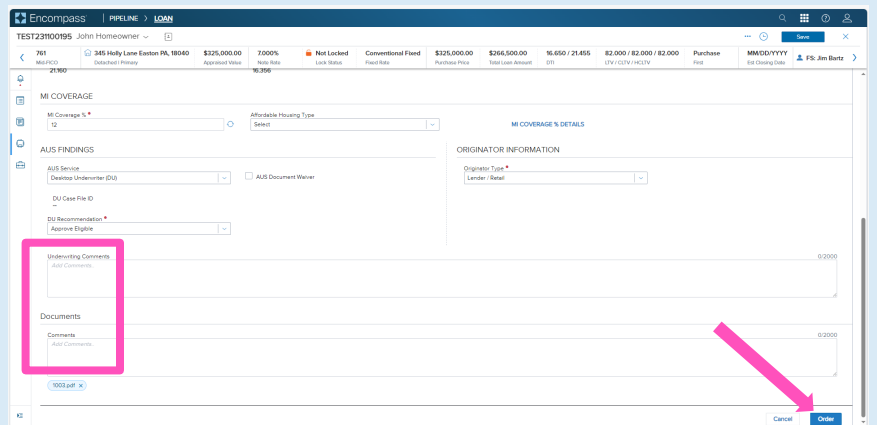 Encompass | PIPELINE > LOAN
TEST231100195 John Homeowner
Save
761 345 Holly Lane Easton PA, 18040 $325,000.00 7.000% Not Locked Conventional Fixed $325,000.00 $266,500.00 16.650 / 21.455 82.000 / 82.000 / 82.000 Purchase MM/DD/YYYY FS: Jim Bartz
Mid-FICO Detached / Primary Appraised Value Note Rate Lock Status Fixed Rate Purchase Price Total Loan Amount DTI LTV / CLTV / HCLTV First Est Closing Date
21.160 16.356
MI COVERAGE
MI Coverage % * Affordable Housing Type
12 Select MI COVERAGE % DETAILS
AUS FINDINGS ORIGINATOR INFORMATION
AUS Service Originator Type *
Desktop Underwriter (DU) AUS Document Waiver Lender / Retail
DU Case File ID
–
DU Recommendation *
Approve Eligible
Underwriting Comments 0/2000
Add Comments...
Documents
Comments 0/2000
Add Comments...
1003.pdf ×
Cancel Order